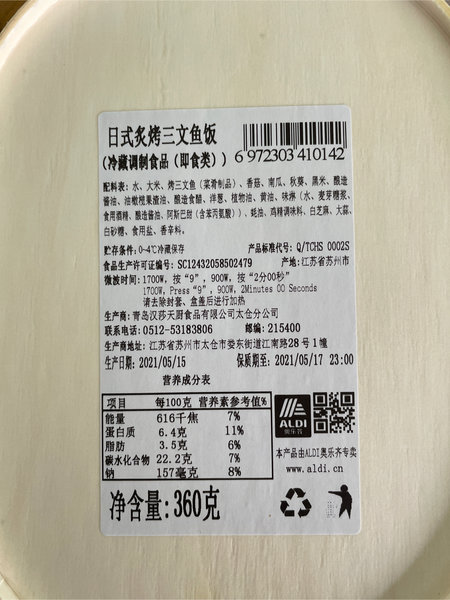 日式炙烤三文鱼饭
(冷藏调制食品（即食类）)
6 972303 410142
配料表: 水、大米、烤三文鱼（菜肴制品）、香菇、南瓜、秋葵、黑米、酿造
酱油、油橄榄果渣油、酿造食醋、洋葱、植物油、黄油、味淋（水、麦芽糖浆、
食用酒精、酿造酱油、阿斯巴甜（含苯丙氨酸））、蚝油、鸡精调味料、白芝麻、大蒜、
白砂糖、食用盐、香辛料。
贮存条件: 0~4℃冷藏保存 产品标准代号: Q/TCHS 0002S
食品生产许可证编号: SC12432058502479 产地: 江苏省苏州市
微波时间: 1700W, 按“9”, 900W, 按“2分00秒”
1700W, Press“9”, 900W, 2Minutes 00 Seconds
请去除封套、盒盖后进行加热
生产商: 青岛汉莎天厨食品有限公司太仓分公司
联系电话: 0512-53183806 邮编: 215400
生产商地址: 江苏省苏州市太仓市娄东街道江南路28号1幢
生产日期: 2021/05/15 保质期至: 2021/05/17 23:00
营养成分表
项目 每100克 营养素参考值%
能量 616千焦 7%
蛋白质 6.4克 11%
脂肪 3.5克 6%
碳水化合物 22.2克 7%
钠 157毫克 8%
ALDI
奥乐齐
本产品由ALDI奥乐齐专卖
www.aldi.cn
净含量: 360克